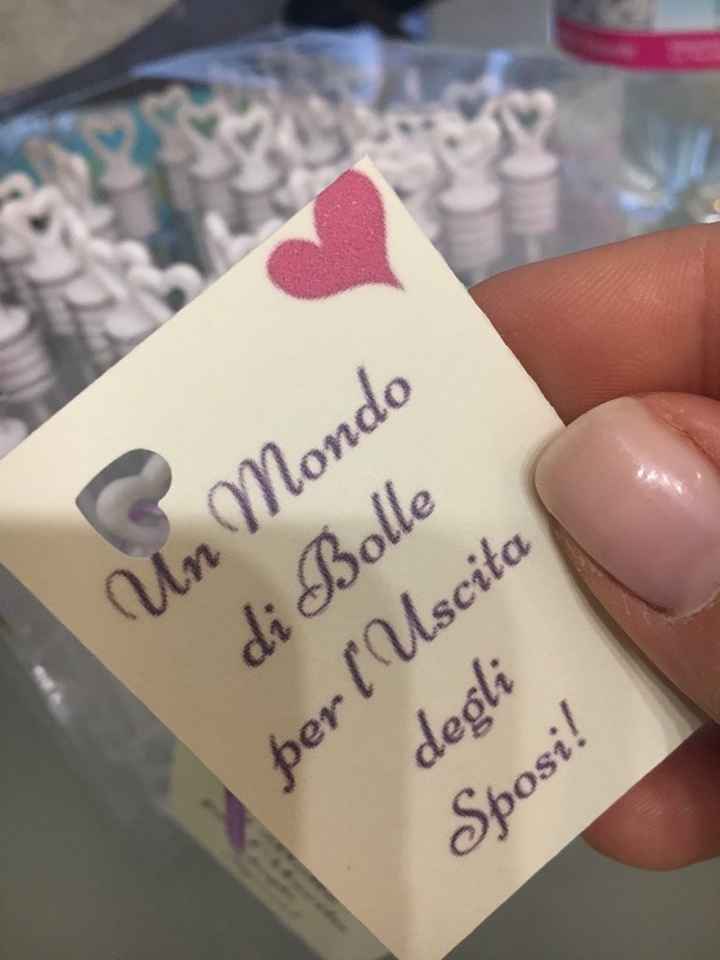 Un Mondo
di Bolle
per l'Uscita
degli
Sposi!